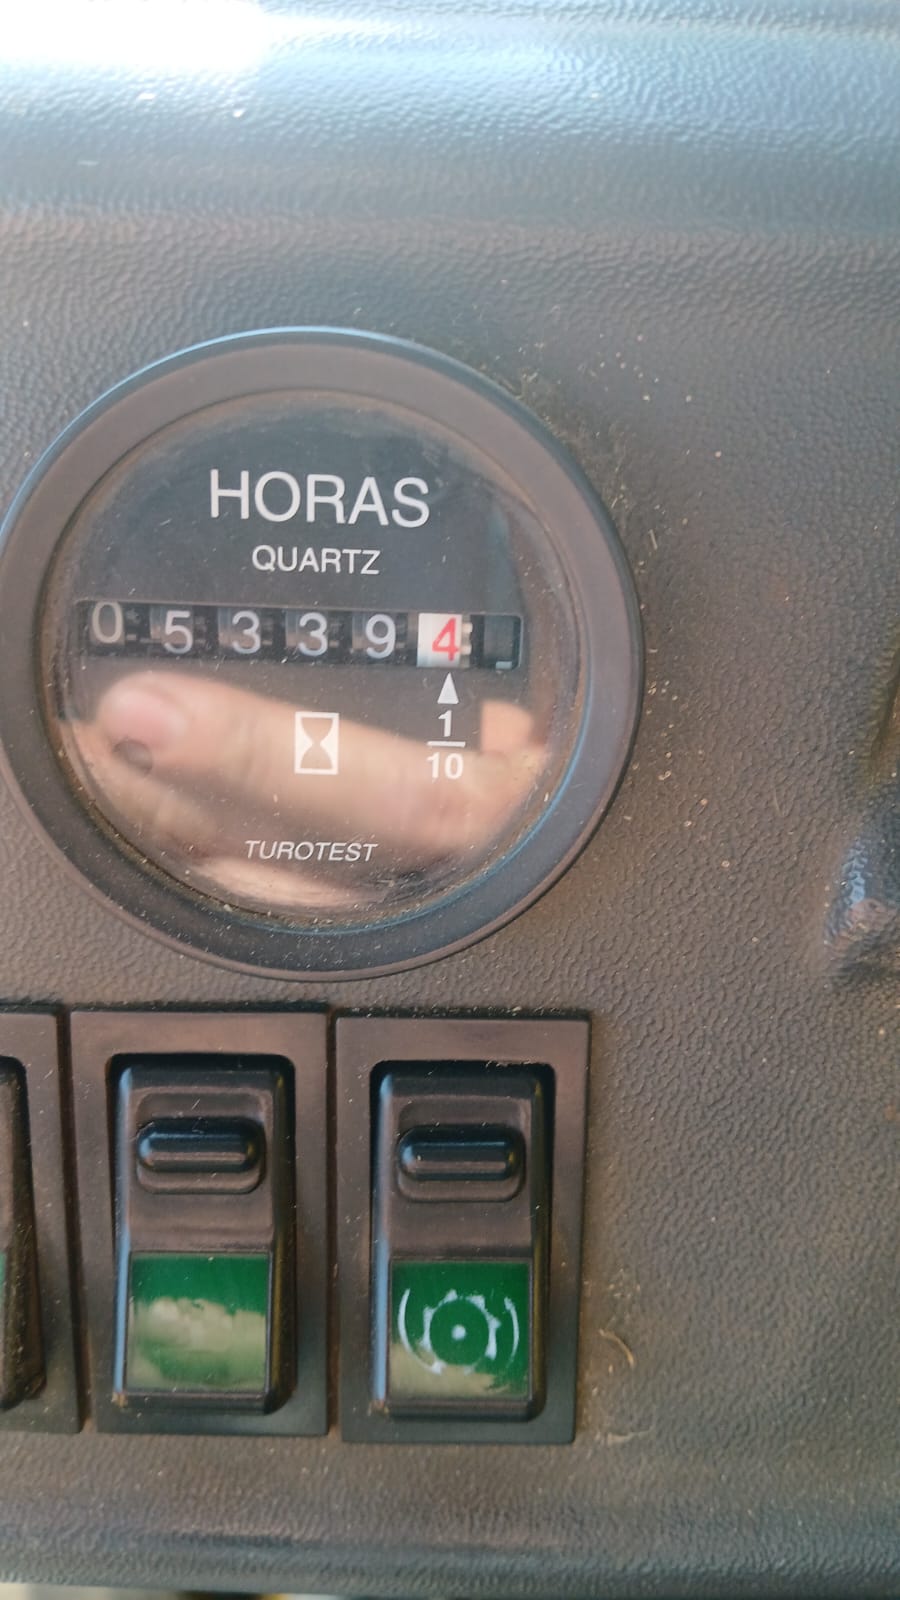 HORAS
QUARTZ
053394
1
10
TUROTEST